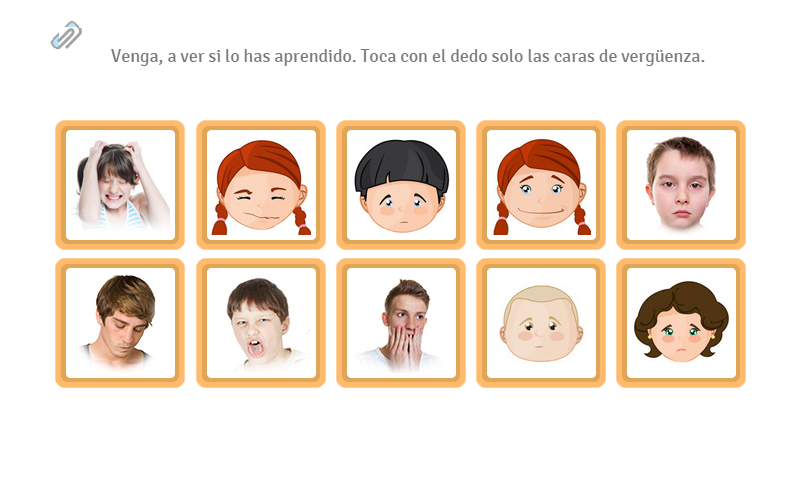 Venga, a ver si lo has aprendido. Toca con el dedo solo las caras de vergüenza.